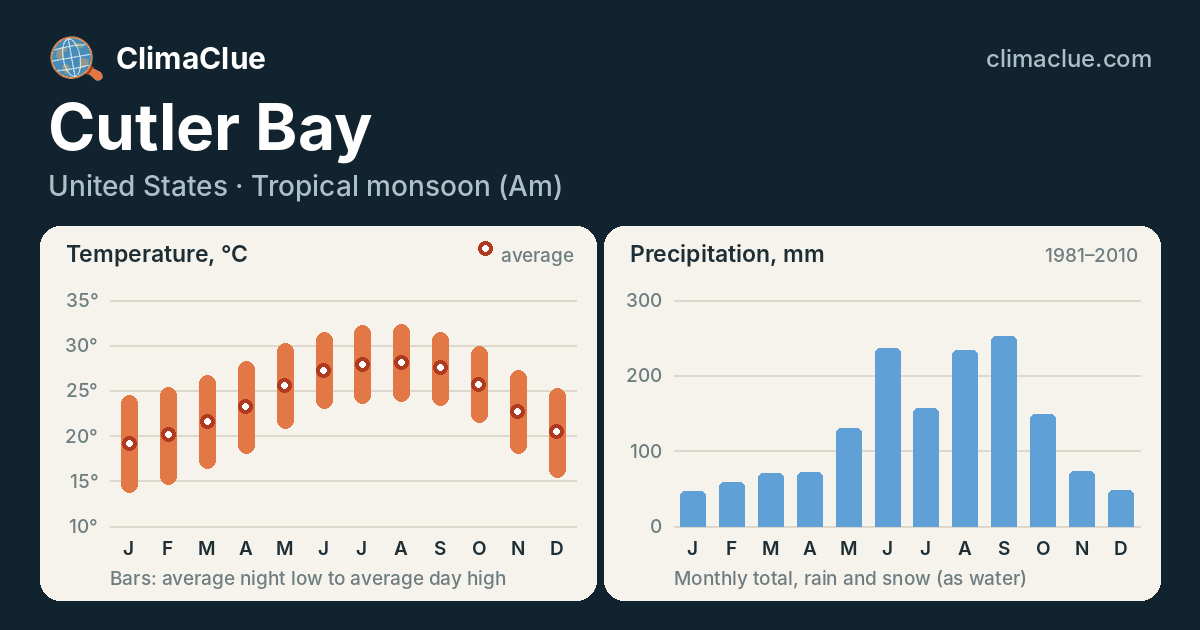 ClimaClue
climaclue.com
Cutler Bay
United States · Tropical monsoon (Am)
Temperature, °C
average
35°
30°
25°
20°
15°
10°
J F M A M J J A S O N D
Bars: average night low to average day high
Precipitation, mm
1981–2010
300
200
100
0
J F M A M J J A S O N D
Monthly total, rain and snow (as water)